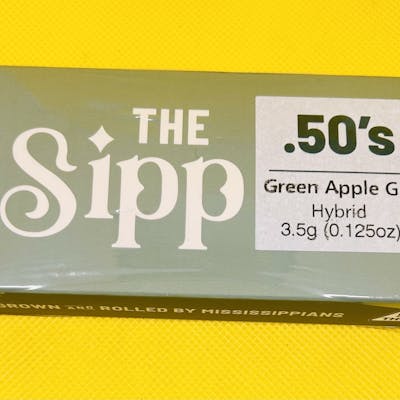 THE
Sipp
.50's
Green Apple G
Hybrid
3.5g (0.125oz)
GROWN AND ROLLED BY MISSISSIPPIANS